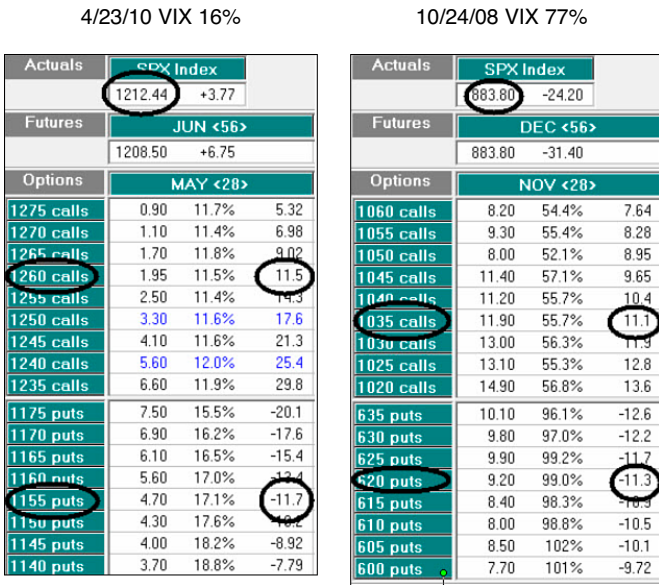 4/23/10 VIX 16%
Actuals SPX Index
1212.44 +3.77
Futures JUN <56>
1208.50 +6.75
Options MAY <28>
1275 calls 0.90 11.7% 5.32
1270 calls 1.10 11.4% 6.98
1265 calls 1.70 11.8% 9.02
1260 calls 1.95 11.5% 11.5
1255 calls 2.50 11.4% 14.3
1250 calls 3.30 11.6% 17.6
1245 calls 4.10 11.6% 21.3
1240 calls 5.60 12.0% 25.4
1235 calls 6.60 11.9% 29.8
1175 puts 7.50 15.5% -20.1
1170 puts 6.90 16.2% -17.6
1165 puts 6.10 16.5% -15.4
1160 puts 5.60 17.0% -13.4
1155 puts 4.70 17.1% -11.7
1150 puts 4.30 17.6% -10.2
1145 puts 4.00 18.2% -8.92
1140 puts 3.70 18.8% -7.79
10/24/08 VIX 77%
Actuals SPX Index
883.80 -24.20
Futures DEC <56>
883.80 -31.40
Options NOV <28>
1060 calls 8.20 54.4% 7.64
1055 calls 9.30 55.4% 8.28
1050 calls 8.00 52.1% 8.95
1045 calls 11.40 57.1% 9.65
1040 calls 11.20 55.7% 10.4
1035 calls 11.90 55.7% 11.1
1030 calls 13.00 56.3% 11.9
1025 calls 13.10 55.3% 12.8
1020 calls 14.90 56.8% 13.6
635 puts 10.10 96.1% -12.6
630 puts 9.80 97.0% -12.2
625 puts 9.90 99.2% -11.7
620 puts 9.20 99.0% -11.3
615 puts 8.40 98.3% -10.9
610 puts 8.00 98.8% -10.5
605 puts 8.50 102% -10.1
600 puts 7.70 101% -9.72